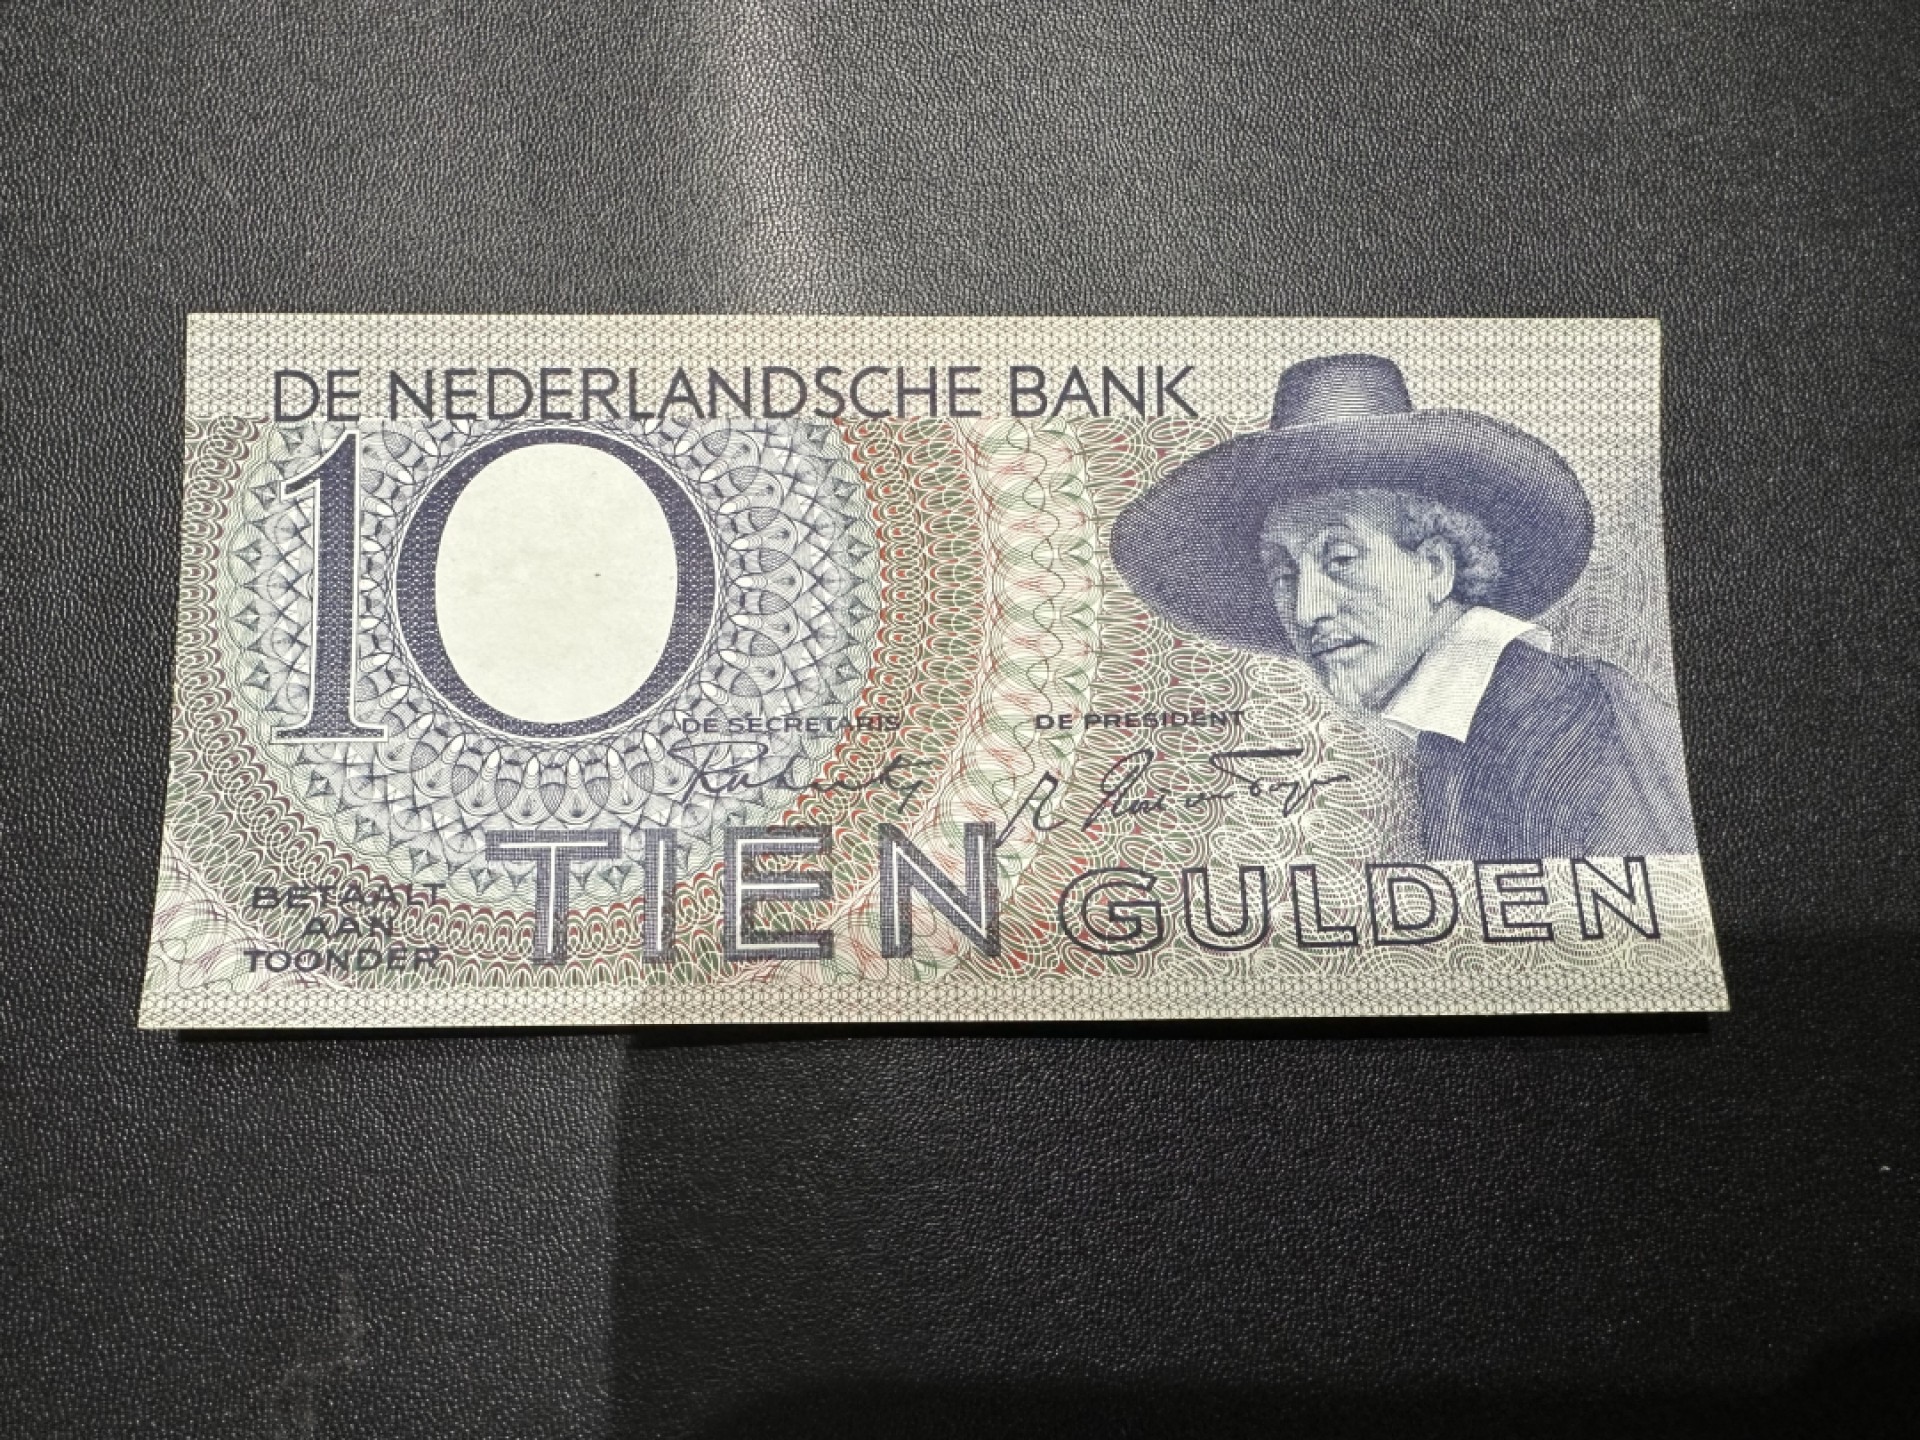 DE NEDERLANDSCHE BANK
10
DE SECRETARIS
DE PRESIDENT
BETAALT
AAN
TOONDER
TIEN GULDEN